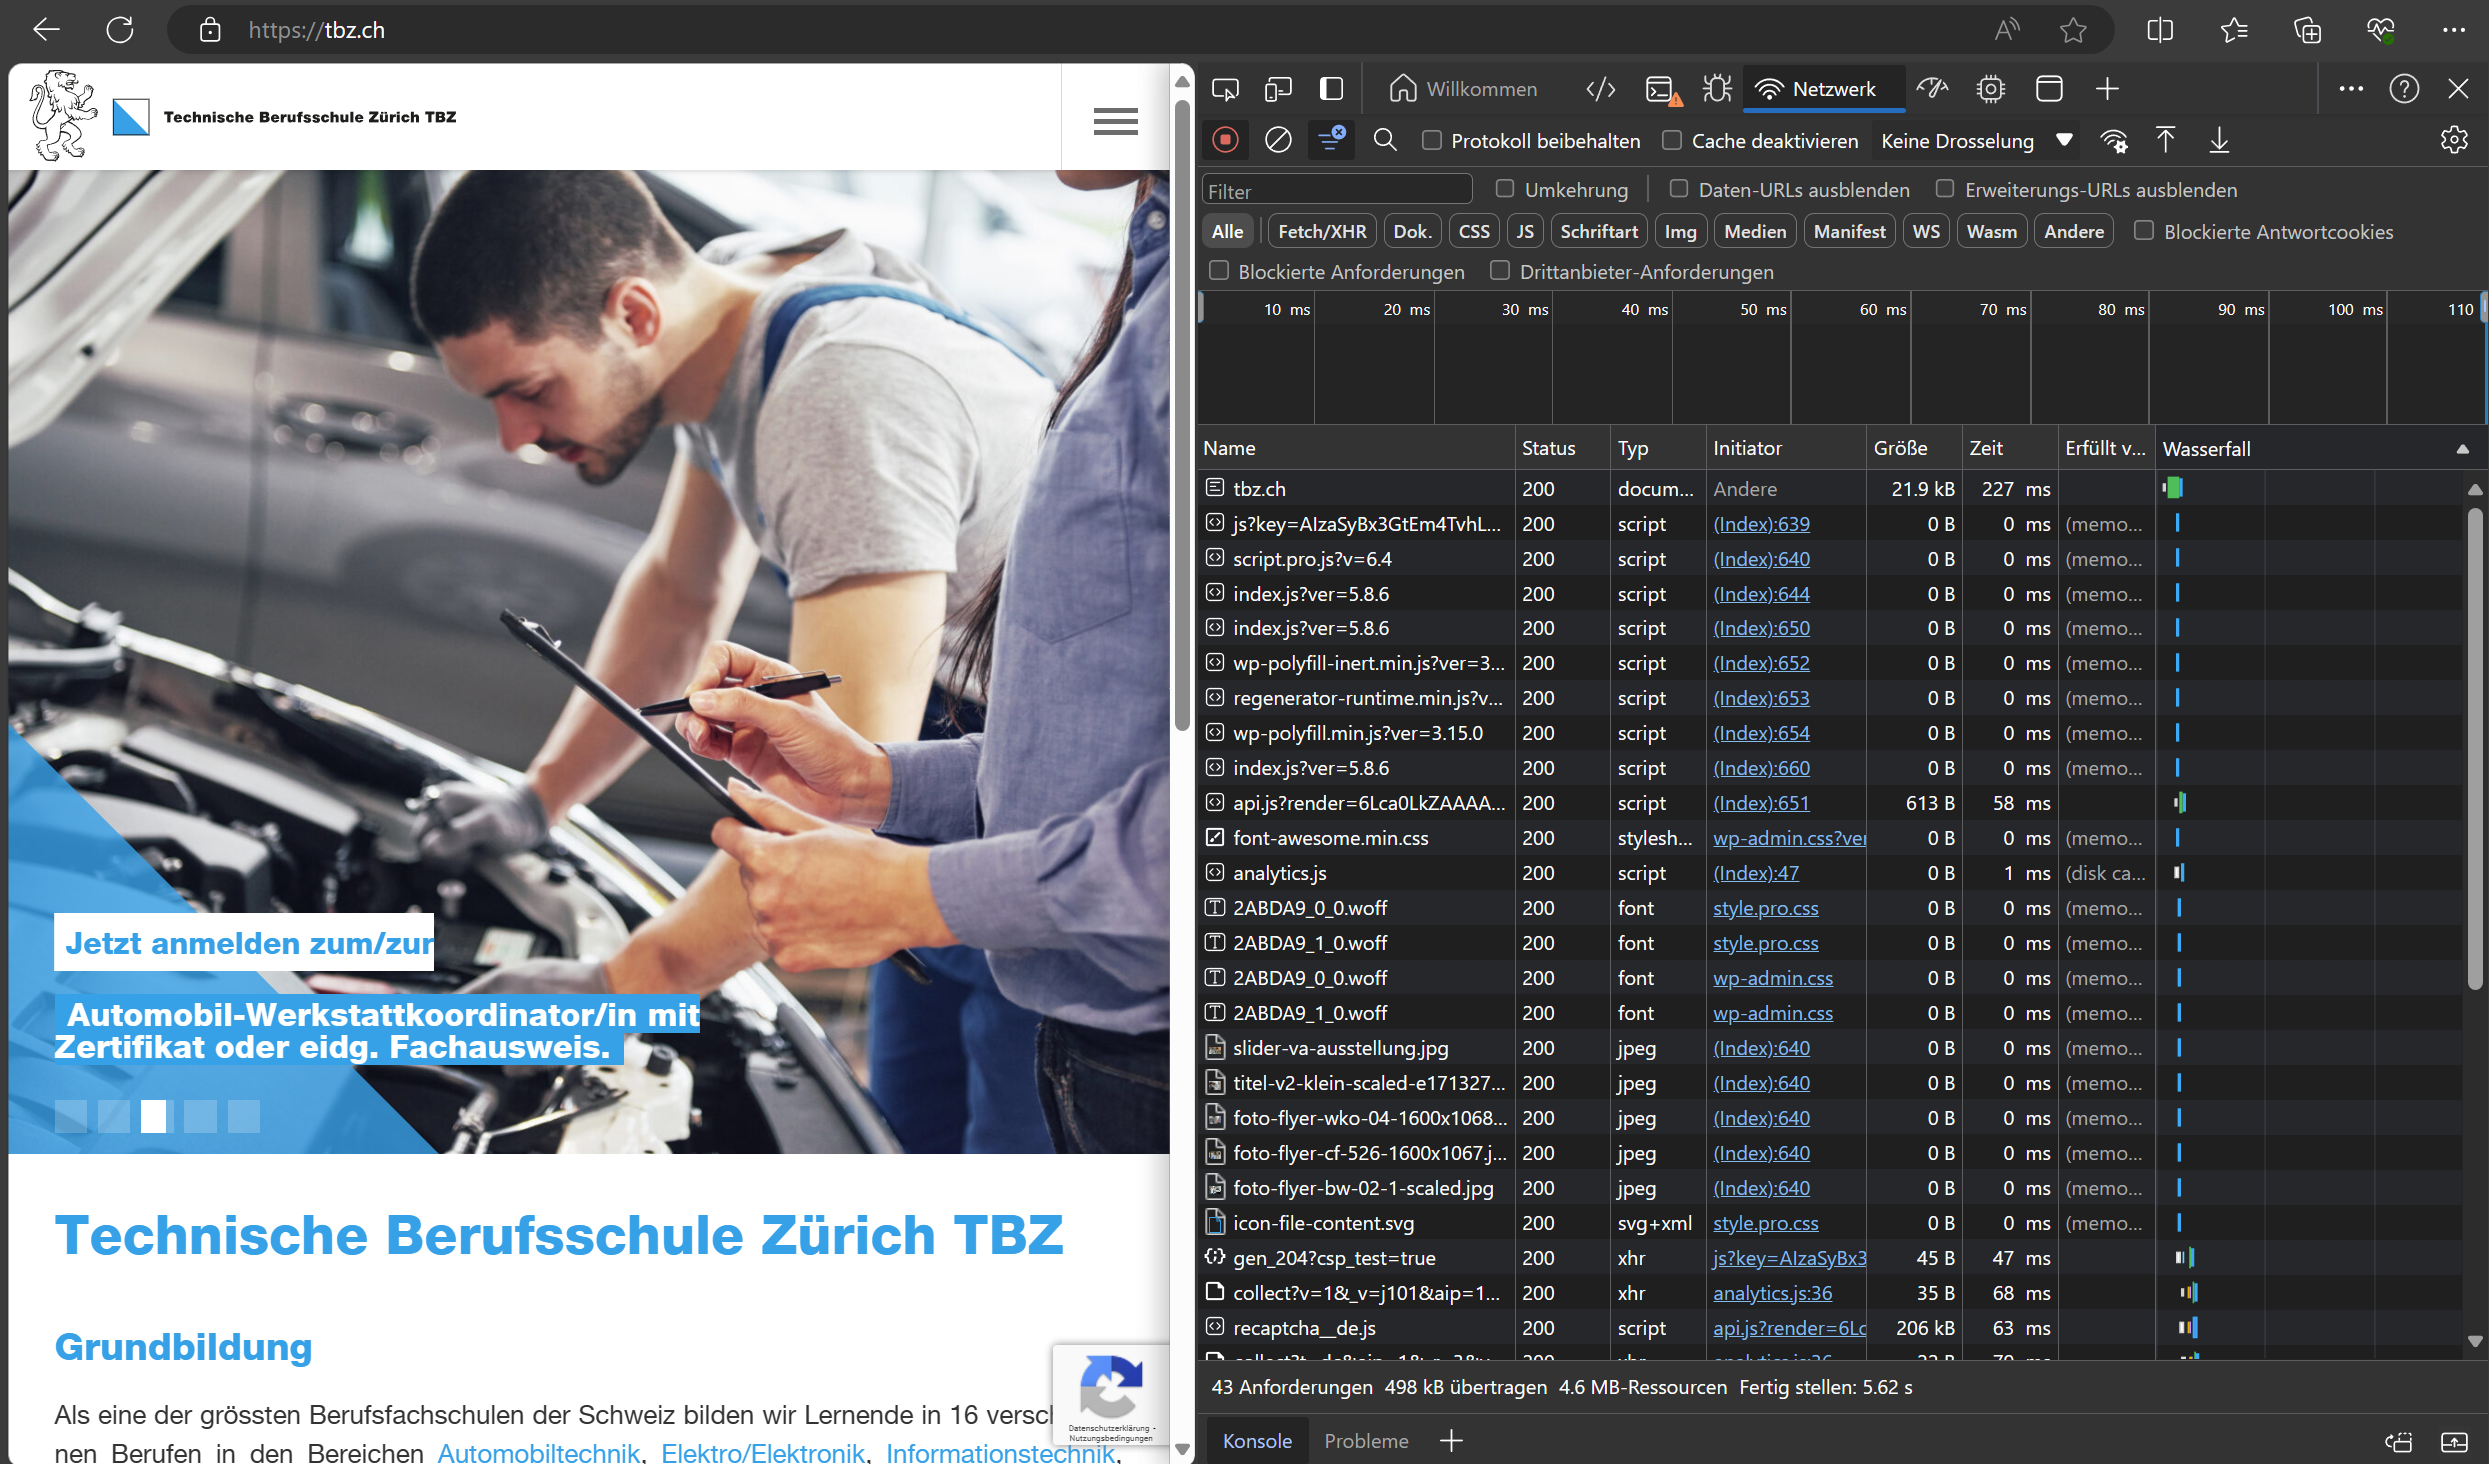 https://tbz.ch
Technische Berufsschule Zürich TBZ
Jetzt anmelden zum/zur
Automobil-Werkstattkoordinator/in mit
Zertifikat oder eidg. Fachausweis.
Technische Berufsschule Zürich TBZ
Grundbildung
Als eine der grössten Berufsfachschulen der Schweiz bilden wir Lernende in 16 versch
nen Berufen in den Bereichen Automobiltechnik, Elektro/Elektronik, Informationstechnik,
Datenschutzerklärung -
Nutzungsbedingungen
Willkommen Netzwerk
Protokoll beibehalten Cache deaktivieren Keine Drosselung
Filter Umkehrung Daten-URLs ausblenden Erweiterungs-URLs ausblenden
Alle Fetch/XHR Dok. CSS JS Schriftart Img Medien Manifest WS Wasm Andere Blockierte Antwortcookies
Blockierte Anforderungen Drittanbieter-Anforderungen
10 ms 20 ms 30 ms 40 ms 50 ms 60 ms 70 ms 80 ms 90 ms 100 ms 110
Name Status Typ Initiator Größe Zeit Erfüllt v... Wasserfall
tbz.ch 200 docum... Andere 21.9 kB 227 ms
js?key=AIzaSyBx3GtEm4TvhL... 200 script (Index):639 0 B 0 ms (memo...
script.pro.js?v=6.4 200 script (Index):640 0 B 0 ms (memo...
index.js?ver=5.8.6 200 script (Index):644 0 B 0 ms (memo...
index.js?ver=5.8.6 200 script (Index):650 0 B 0 ms (memo...
wp-polyfill-inert.min.js?ver=3... 200 script (Index):652 0 B 0 ms (memo...
regenerator-runtime.min.js?v... 200 script (Index):653 0 B 0 ms (memo...
wp-polyfill.min.js?ver=3.15.0 200 script (Index):654 0 B 0 ms (memo...
index.js?ver=5.8.6 200 script (Index):660 0 B 0 ms (memo...
api.js?render=6Lca0LkZAAAA... 200 script (Index):651 613 B 58 ms
font-awesome.min.css 200 stylesh... wp-admin.css?ver 0 B 0 ms (memo...
analytics.js 200 script (Index):47 0 B 1 ms (disk ca...
2ABDA9_0_0.woff 200 font style.pro.css 0 B 0 ms (memo...
2ABDA9_1_0.woff 200 font style.pro.css 0 B 0 ms (memo...
2ABDA9_0_0.woff 200 font wp-admin.css 0 B 0 ms (memo...
2ABDA9_1_0.woff 200 font wp-admin.css 0 B 0 ms (memo...
slider-va-ausstellung.jpg 200 jpeg (Index):640 0 B 0 ms (memo...
titel-v2-klein-scaled-e171327... 200 jpeg (Index):640 0 B 0 ms (memo...
foto-flyer-wko-04-1600x1068... 200 jpeg (Index):640 0 B 0 ms (memo...
foto-flyer-cf-526-1600x1067.j... 200 jpeg (Index):640 0 B 0 ms (memo...
foto-flyer-bw-02-1-scaled.jpg 200 jpeg (Index):640 0 B 0 ms (memo...
icon-file-content.svg 200 svg+xml style.pro.css 0 B 0 ms (memo...
gen_204?csp_test=true 200 xhr js?key=AIzaSyBx3 45 B 47 ms
collect?v=1&_v=j101&aip=1... 200 xhr analytics.js:36 35 B 68 ms
recaptcha__de.js 200 script api.js?render=6Lc 206 kB 63 ms
43 Anforderungen 498 kB übertragen 4.6 MB-Ressourcen Fertig stellen: 5.62 s
Konsole Probleme